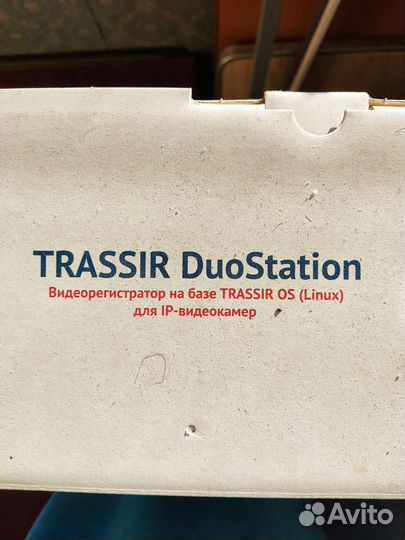 TRASSIR DuoStation
Видеорегистратор на базе TRASSIR OS (Linux)
для IP-видеокамер
Avito